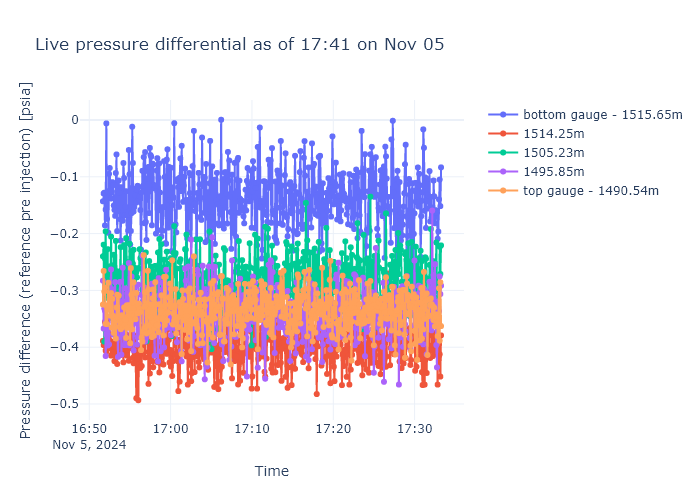 Live pressure differential as of 17:41 on Nov 05
Pressure difference (reference pre injection) [psia]
0
−0.1
−0.2
−0.3
−0.4
−0.5
16:50
Nov 5, 2024
17:00
17:10
17:20
17:30
Time
bottom gauge - 1515.65m
1514.25m
1505.23m
1495.85m
top gauge - 1490.54m